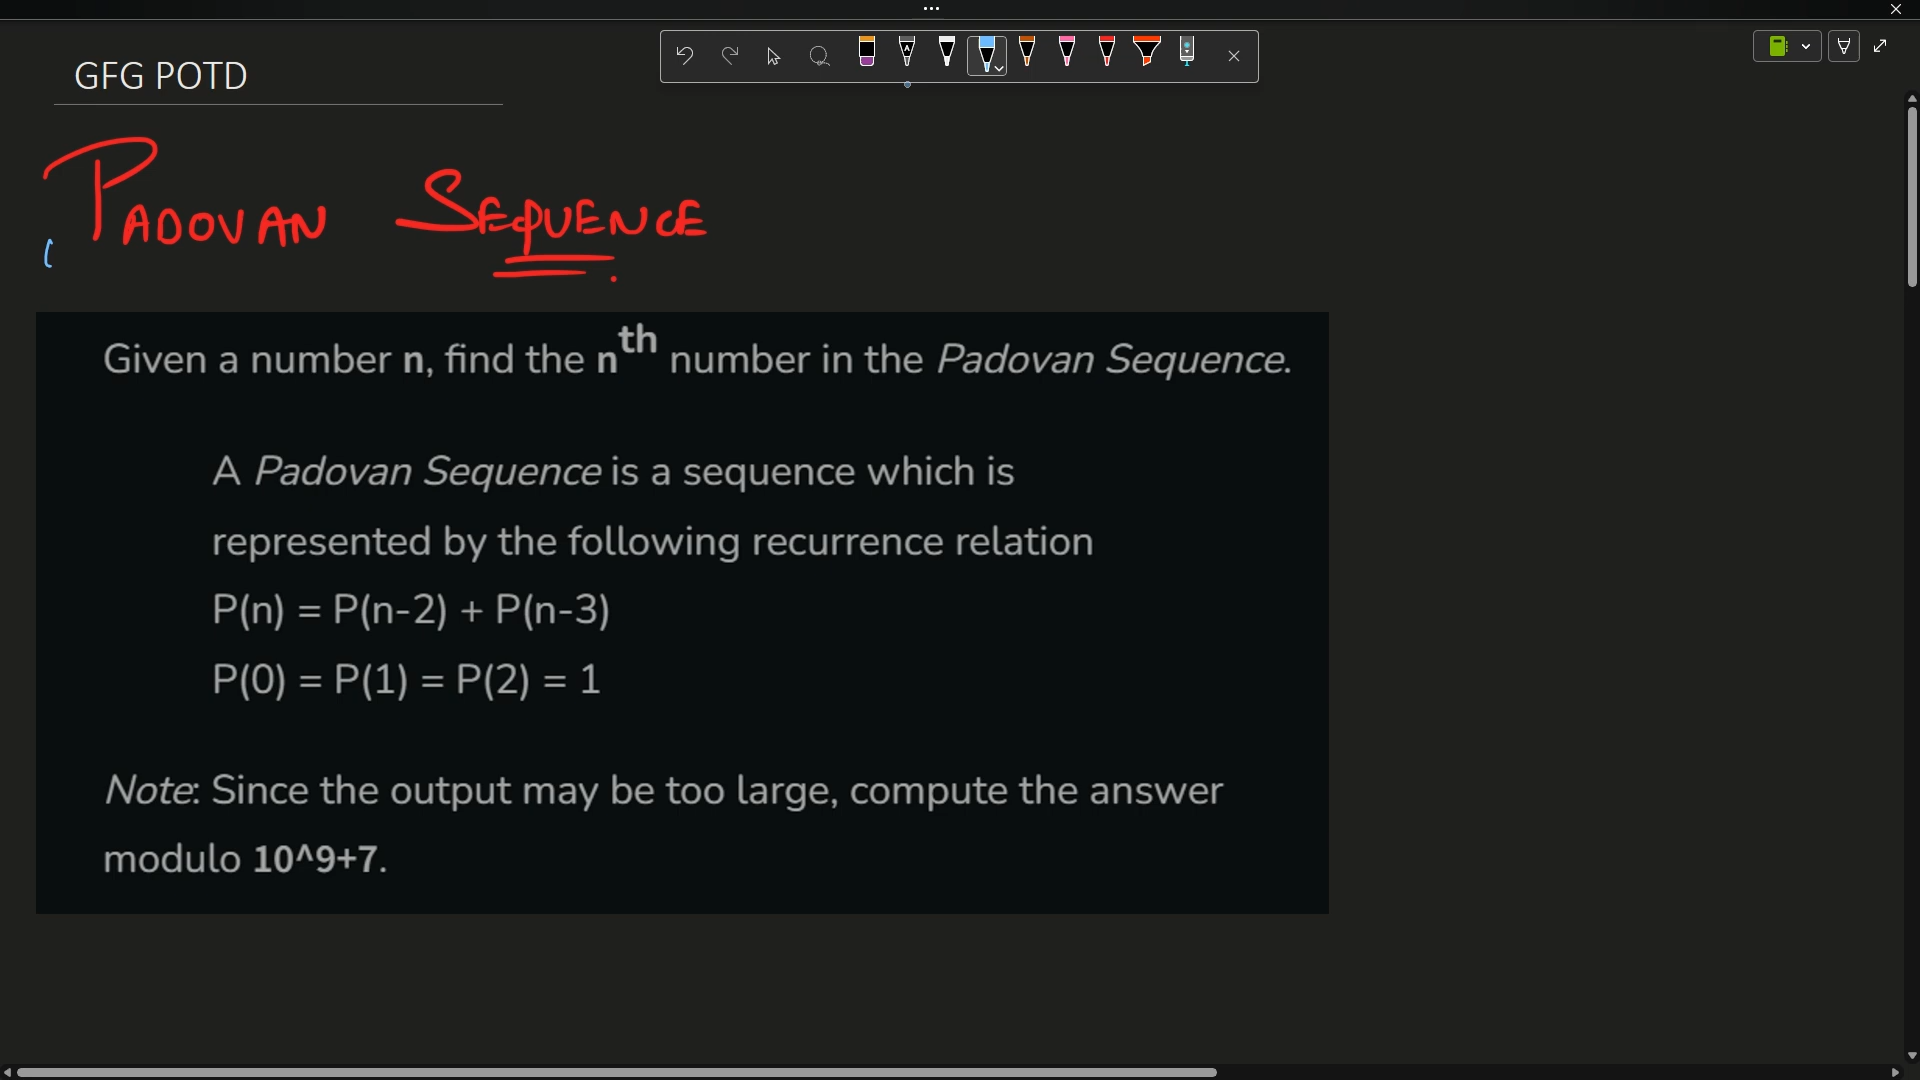 GFG POTD
PADOVAN SEQUENCE
Given a number n, find the nth number in the Padovan Sequence.
A Padovan Sequence is a sequence which is
represented by the following recurrence relation
P(n) = P(n-2) + P(n-3)
P(0) = P(1) = P(2) = 1
Note: Since the output may be too large, compute the answer
modulo 10^9+7.